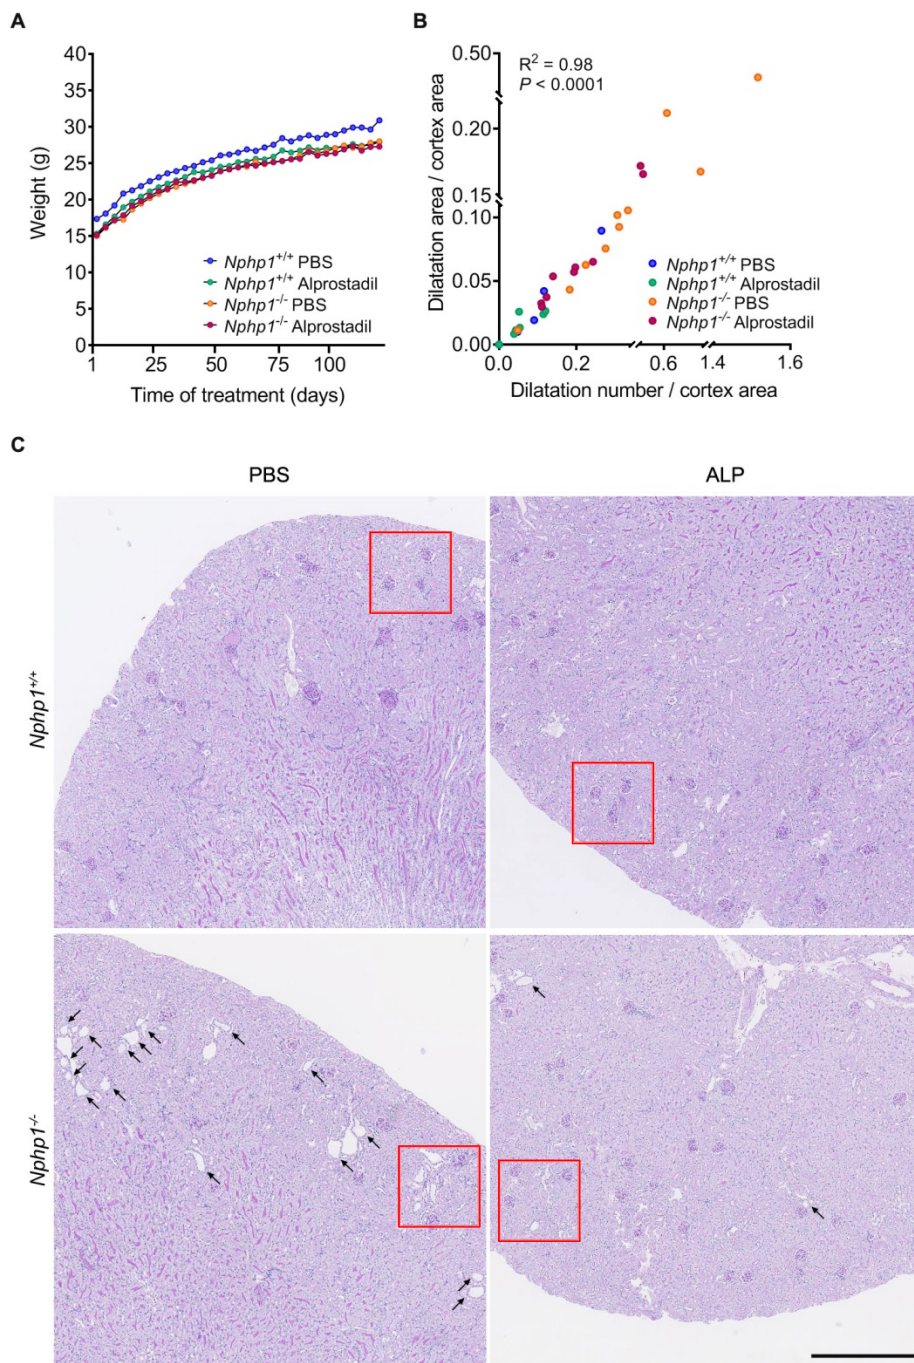 A
40
35
30
25
20
15
10
5
0
Weight (g)
Nphp1+/+ PBS
Nphp1+/+ Alprostadil
Nphp1-/- PBS
Nphp1-/- Alprostadil
1 25 50 75 100
Time of treatment (days)
B
R2 = 0.98
P < 0.0001
0.50
0.20
0.15
0.10
0.05
0.00
Dilatation area / cortex area
Nphp1+/+ PBS
Nphp1+/+ Alprostadil
Nphp1-/- PBS
Nphp1-/- Alprostadil
0.2 0.6 1.4 1.6
Dilatation number / cortex area
C
PBS ALP
Nphp1+/+
Nphp1-/-